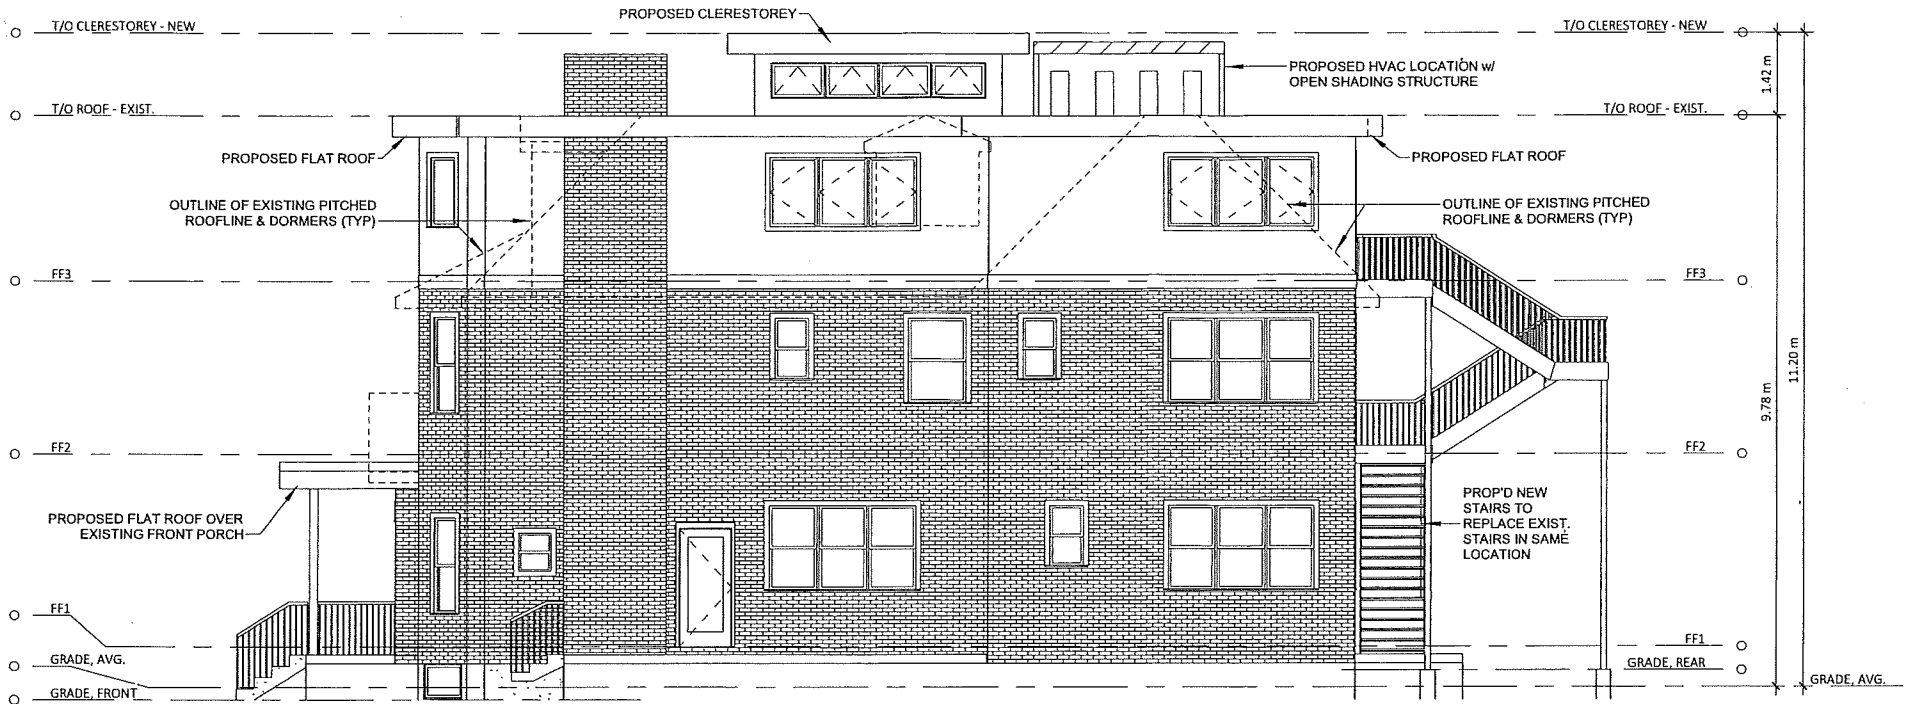 PROPOSED CLERESTOREY
T/O CLERESTOREY - NEW
T/O CLERESTOREY - NEW
PROPOSED HVAC LOCATION w/
OPEN SHADING STRUCTURE
1.42 m
T/O ROOF - EXIST.
T/O ROOF - EXIST.
PROPOSED FLAT ROOF
PROPOSED FLAT ROOF
OUTLINE OF EXISTING PITCHED
ROOFLINE & DORMERS (TYP)
OUTLINE OF EXISTING PITCHED
ROOFLINE & DORMERS (TYP)
FF3
FF3
11.20 m
9.78 m
FF2
FF2
PROPOSED FLAT ROOF OVER
EXISTING FRONT PORCH
PROP'D NEW
STAIRS TO
REPLACE EXIST.
STAIRS IN SAME
LOCATION
FF1
FF1
GRADE, AVG.
GRADE, REAR
GRADE, FRONT
GRADE, AVG.